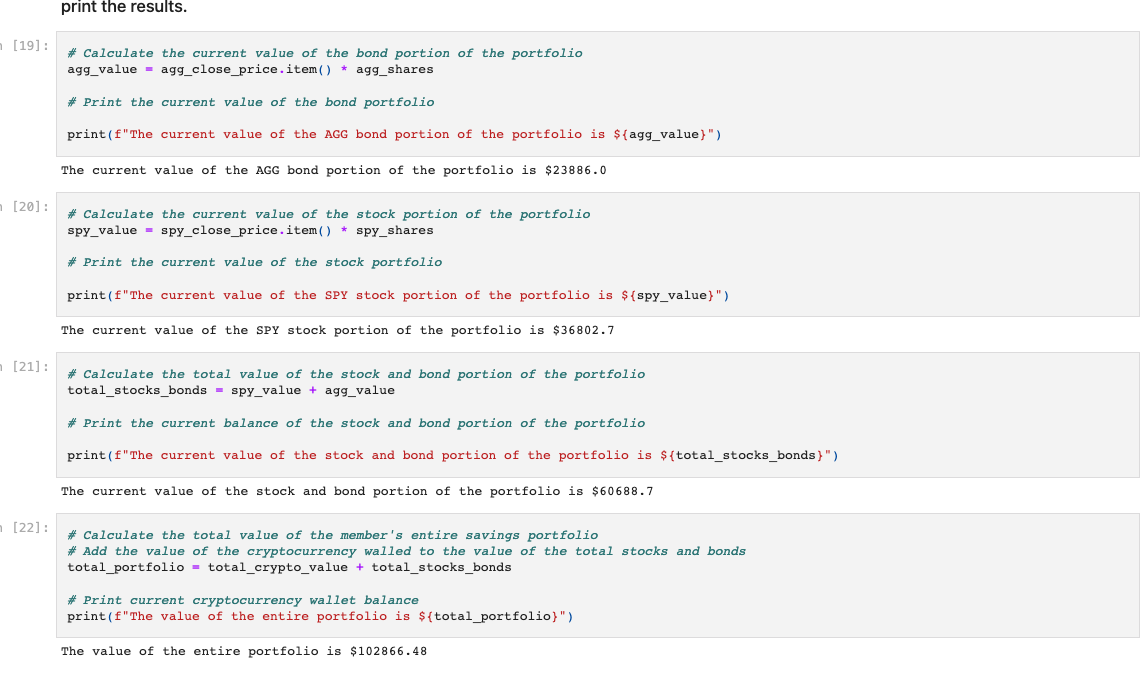 print the results.
n [19]:
# Calculate the current value of the bond portion of the portfolio
agg_value = agg_close_price.item() * agg_shares
# Print the current value of the bond portfolio
print(f"The current value of the AGG bond portion of the portfolio is ${agg_value}")
The current value of the AGG bond portion of the portfolio is $23886.0
n [20]:
# Calculate the current value of the stock portion of the portfolio
spy_value = spy_close_price.item() * spy_shares
# Print the current value of the stock portfolio
print(f"The current value of the SPY stock portion of the portfolio is ${spy_value}")
The current value of the SPY stock portion of the portfolio is $36802.7
n [21]:
# Calculate the total value of the stock and bond portion of the portfolio
total_stocks_bonds = spy_value + agg_value
# Print the current balance of the stock and bond portion of the portfolio
print(f"The current value of the stock and bond portion of the portfolio is ${total_stocks_bonds}")
The current value of the stock and bond portion of the portfolio is $60688.7
n [22]:
# Calculate the total value of the member's entire savings portfolio
# Add the value of the cryptocurrency walled to the value of the total stocks and bonds
total_portfolio = total_crypto_value + total_stocks_bonds
# Print current cryptocurrency wallet balance
print(f"The value of the entire portfolio is ${total_portfolio}")
The value of the entire portfolio is $102866.48